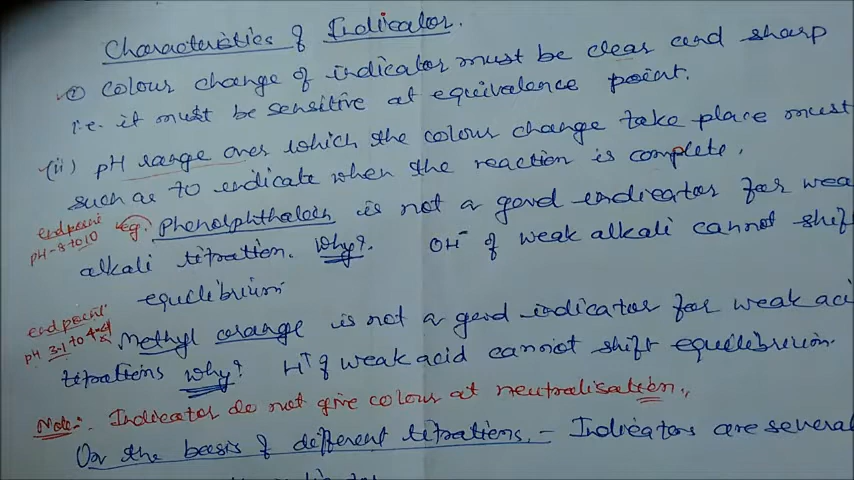 Characteristics of Indicator.
(i) Colour change of indicator must be clear and sharp
i.e. it must be sensitive at equivalence point.
(ii) pH range over which the colour change take place must
such as to indicate when the reaction is complete.
endpoint
pH-8 to 10
eg. Phenolphthalein is not a good indicator for wea
alkali titration. Why? OH⁻ of weak alkali cannot shift
equilibrium
endpoint
pH 3.1 to 4.4
Methyl orange is not a good indicator for weak aci
titrations why? H⁺ of weak acid cannot shift equilibrium.
Note:- Indicator do not give colour at neutralisation.
On the basis of different titrations. - Indicators are several